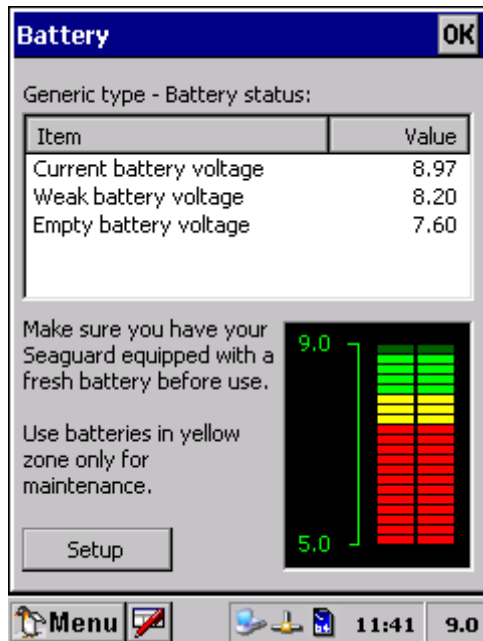 Battery OK
Generic type - Battery status:
Item Value
Current battery voltage 8.97
Weak battery voltage 8.20
Empty battery voltage 7.60
Make sure you have your
Seaguard equipped with a
fresh battery before use.
Use batteries in yellow
zone only for
maintenance.
Setup
9.0
5.0
Menu 11:41 9.0